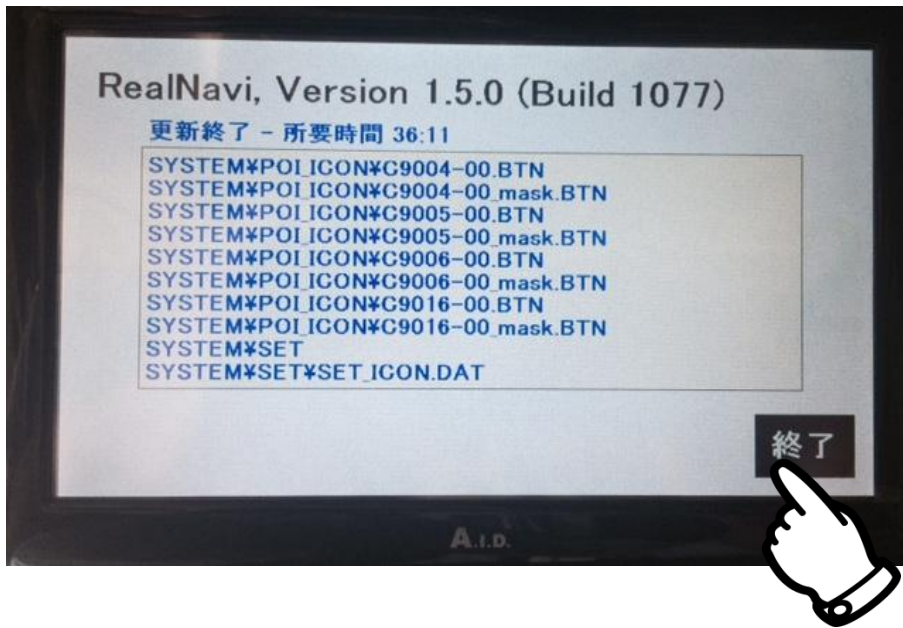 RealNavi, Version 1.5.0 (Build 1077)
更新終了 - 所要時間 36:11
SYSTEM¥POI_ICON¥C9004-00.BTN
SYSTEM¥POI_ICON¥C9004-00_mask.BTN
SYSTEM¥POI_ICON¥C9005-00.BTN
SYSTEM¥POI_ICON¥C9005-00_mask.BTN
SYSTEM¥POI_ICON¥C9006-00.BTN
SYSTEM¥POI_ICON¥C9006-00_mask.BTN
SYSTEM¥POI_ICON¥C9016-00.BTN
SYSTEM¥POI_ICON¥C9016-00_mask.BTN
SYSTEM¥SET
SYSTEM¥SET¥SET_ICON.DAT
終了
A.I.D.